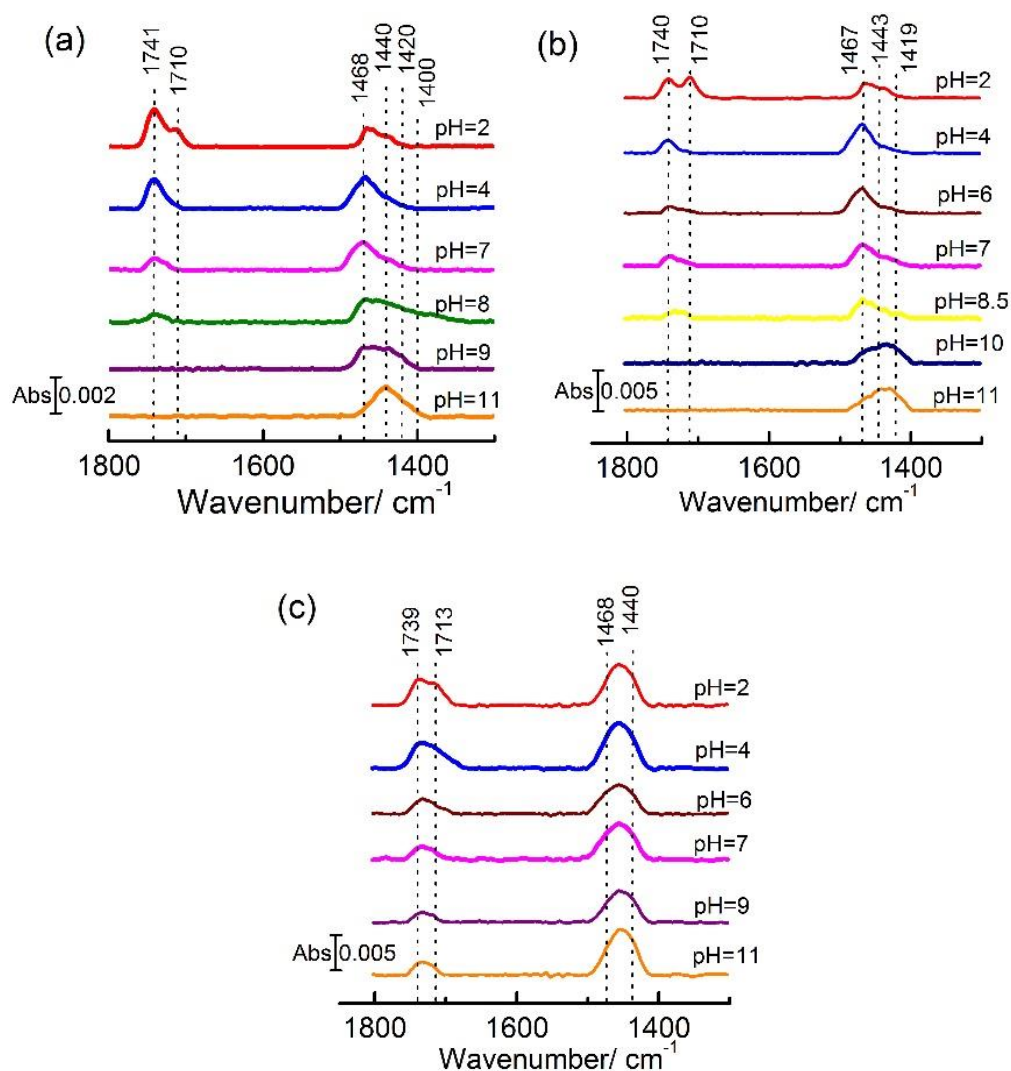 (a)
1741
1710
1468
1440
1420
1400
pH=2
pH=4
pH=7
pH=8
pH=9
pH=11
Abs 0.002
1800 1600 1400
Wavenumber/ cm⁻¹
(b)
1740
1710
1467
1443
1419
pH=2
pH=4
pH=6
pH=7
pH=8.5
pH=10
pH=11
Abs 0.005
1800 1600 1400
Wavenumber/ cm⁻¹
(c)
1739
1713
1468
1440
pH=2
pH=4
pH=6
pH=7
pH=9
pH=11
Abs 0.005
1800 1600 1400
Wavenumber/ cm⁻¹